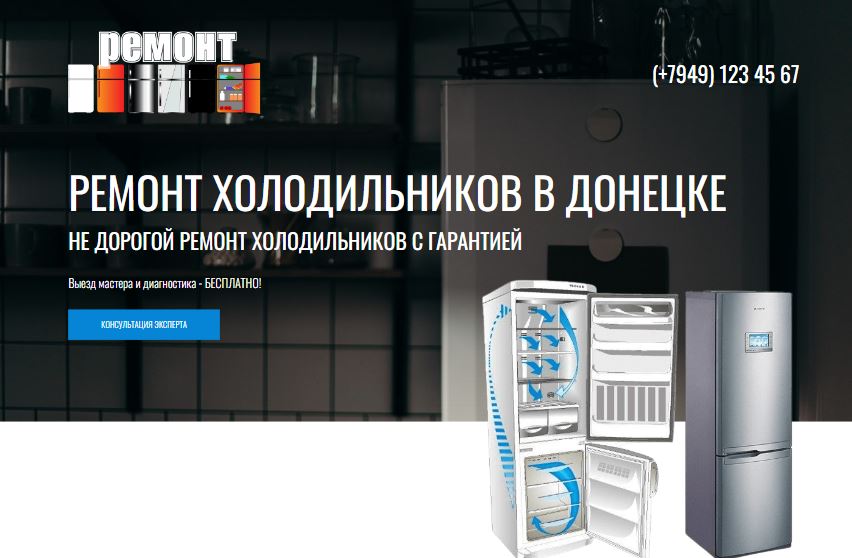 ремонт
(+7949) 123 45 67
РЕМОНТ ХОЛОДИЛЬНИКОВ В ДОНЕЦКЕ
НЕ ДОРОГОЙ РЕМОНТ ХОЛОДИЛЬНИКОВ С ГАРАНТИЕЙ
Выезд мастера и диагностика - БЕСПЛАТНО!
КОНСУЛЬТАЦИЯ ЭКСПЕРТА